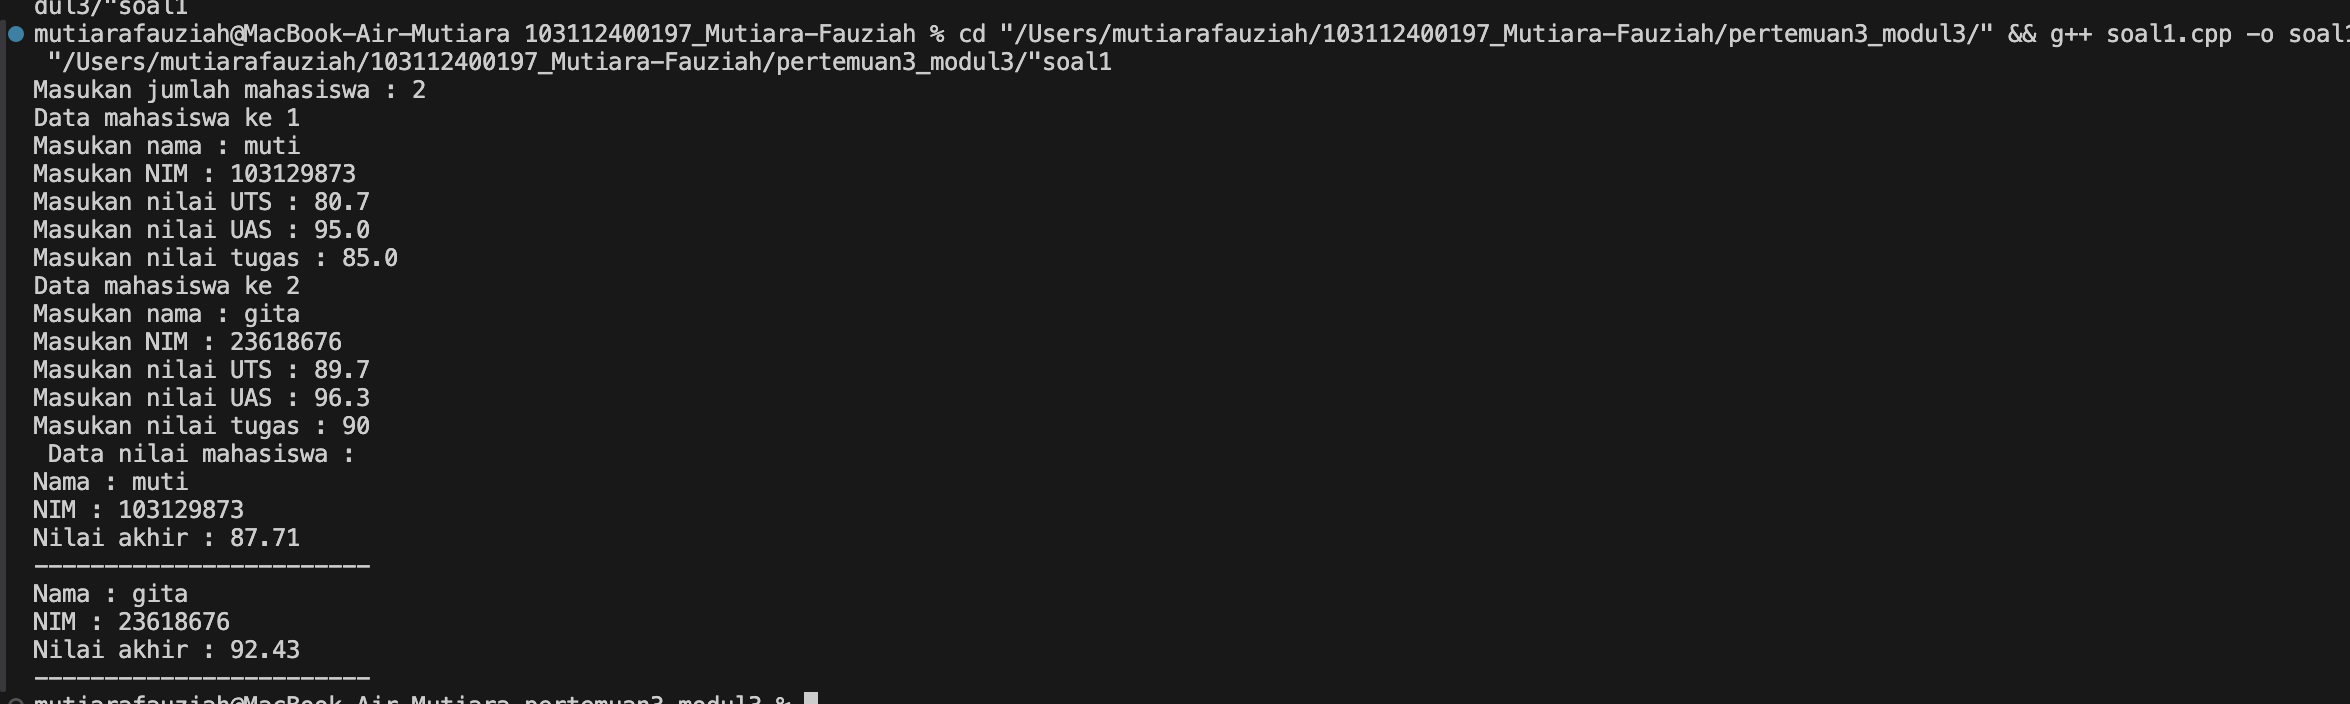 dul3/"soal1
mutiarafauziah@MacBook-Air-Mutiara 103112400197_Mutiara-Fauziah % cd "/Users/mutiarafauziah/103112400197_Mutiara-Fauziah/pertemuan3_modul3/" && g++ soal1.cpp -o soal1
"/Users/mutiarafauziah/103112400197_Mutiara-Fauziah/pertemuan3_modul3/"soal1
Masukan jumlah mahasiswa : 2
Data mahasiswa ke 1
Masukan nama : muti
Masukan NIM : 103129873
Masukan nilai UTS : 80.7
Masukan nilai UAS : 95.0
Masukan nilai tugas : 85.0
Data mahasiswa ke 2
Masukan nama : gita
Masukan NIM : 23618676
Masukan nilai UTS : 89.7
Masukan nilai UAS : 96.3
Masukan nilai tugas : 90
Data nilai mahasiswa :
Nama : muti
NIM : 103129873
Nilai akhir : 87.71
------------------------
Nama : gita
NIM : 23618676
Nilai akhir : 92.43
------------------------
mutiarafauziah@MacBook-Air-Mutiara pertemuan3_modul3 %